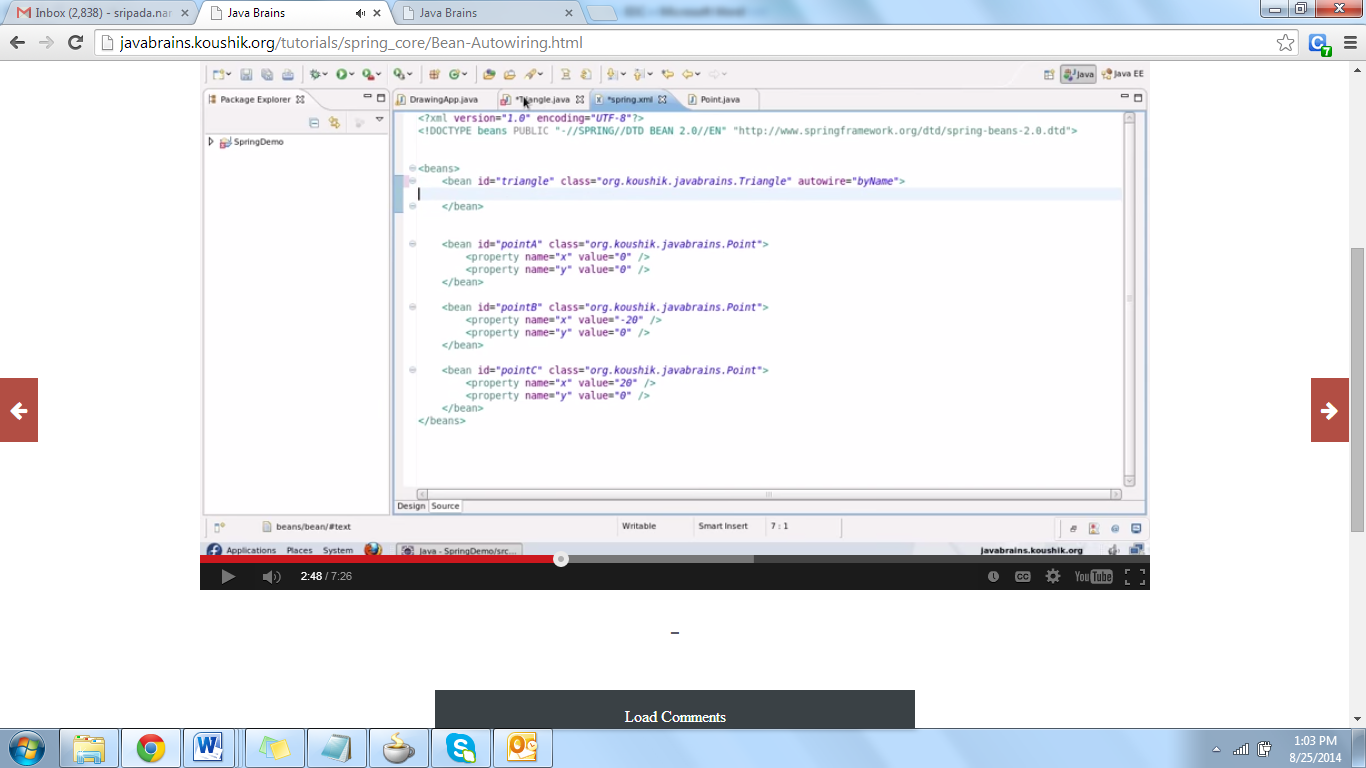 Inbox (2,838) - sripada.nar
Java Brains
Java Brains
javabrains.koushik.org/tutorials/spring_core/Bean-Autowiring.html
7
Java
Java EE
Package Explorer
DrawingApp.java
*Triangle.java
*spring.xml
Point.java
SpringDemo
<?xml version="1.0" encoding="UTF-8"?>
<!DOCTYPE beans PUBLIC "-//SPRING//DTD BEAN 2.0//EN" "http://www.springframework.org/dtd/spring-beans-2.0.dtd">
<beans>
<bean id="triangle" class="org.koushik.javabrains.Triangle" autowire="byName">
</bean>
<bean id="pointA" class="org.koushik.javabrains.Point">
<property name="x" value="0" />
<property name="y" value="0" />
</bean>
<bean id="pointB" class="org.koushik.javabrains.Point">
<property name="x" value="-20" />
<property name="y" value="0" />
</bean>
<bean id="pointC" class="org.koushik.javabrains.Point">
<property name="x" value="20" />
<property name="y" value="0" />
</bean>
</beans>
Design Source
beans/bean/#text
Writable
Smart Insert
7 : 1
Applications Places System
Java - SpringDemo/src...
javabrains.koushik.org
2:48 / 7:26
CC
YouTube
–
Load Comments
1:03 PM
8/25/2014